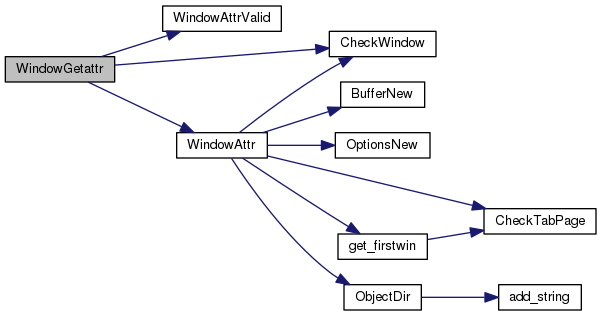 WindowAttrValid
CheckWindow
WindowGetattr
BufferNew
WindowAttr
OptionsNew
CheckTabPage
get_firstwin
ObjectDir
add_string